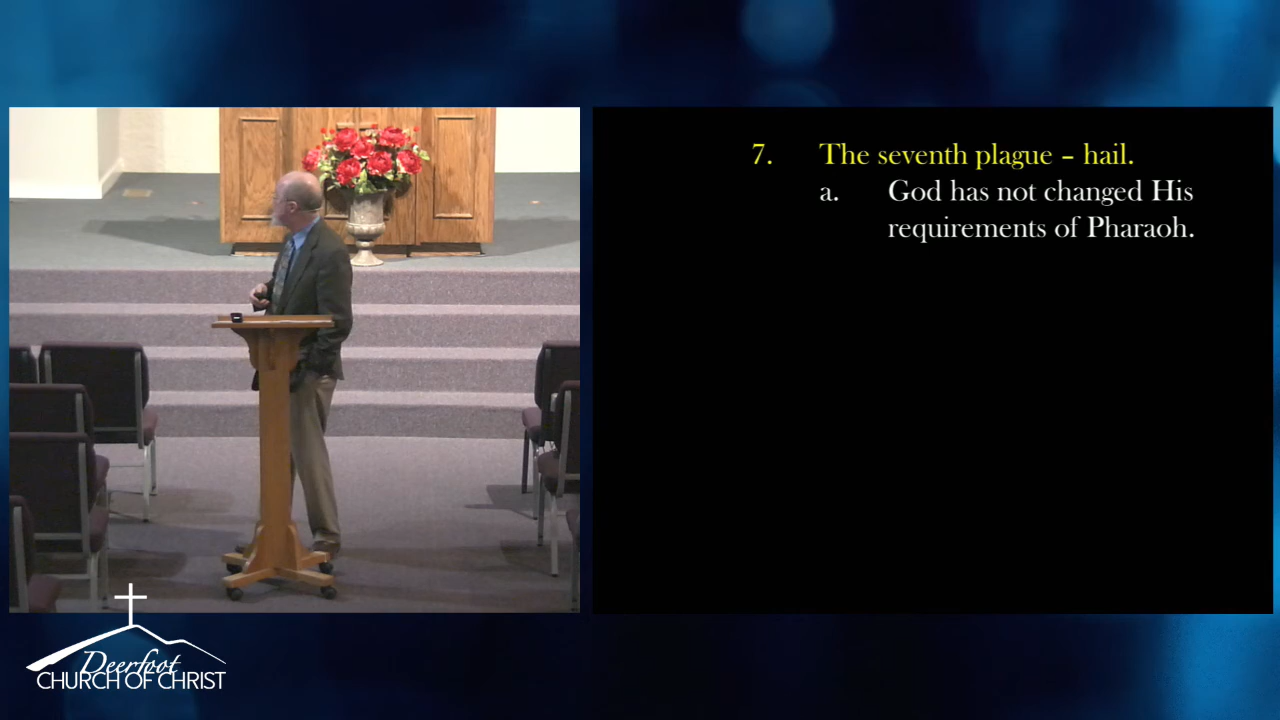 7. The seventh plague – hail.
a. God has not changed His
requirements of Pharaoh.
Deerfoot
CHURCH OF CHRIST